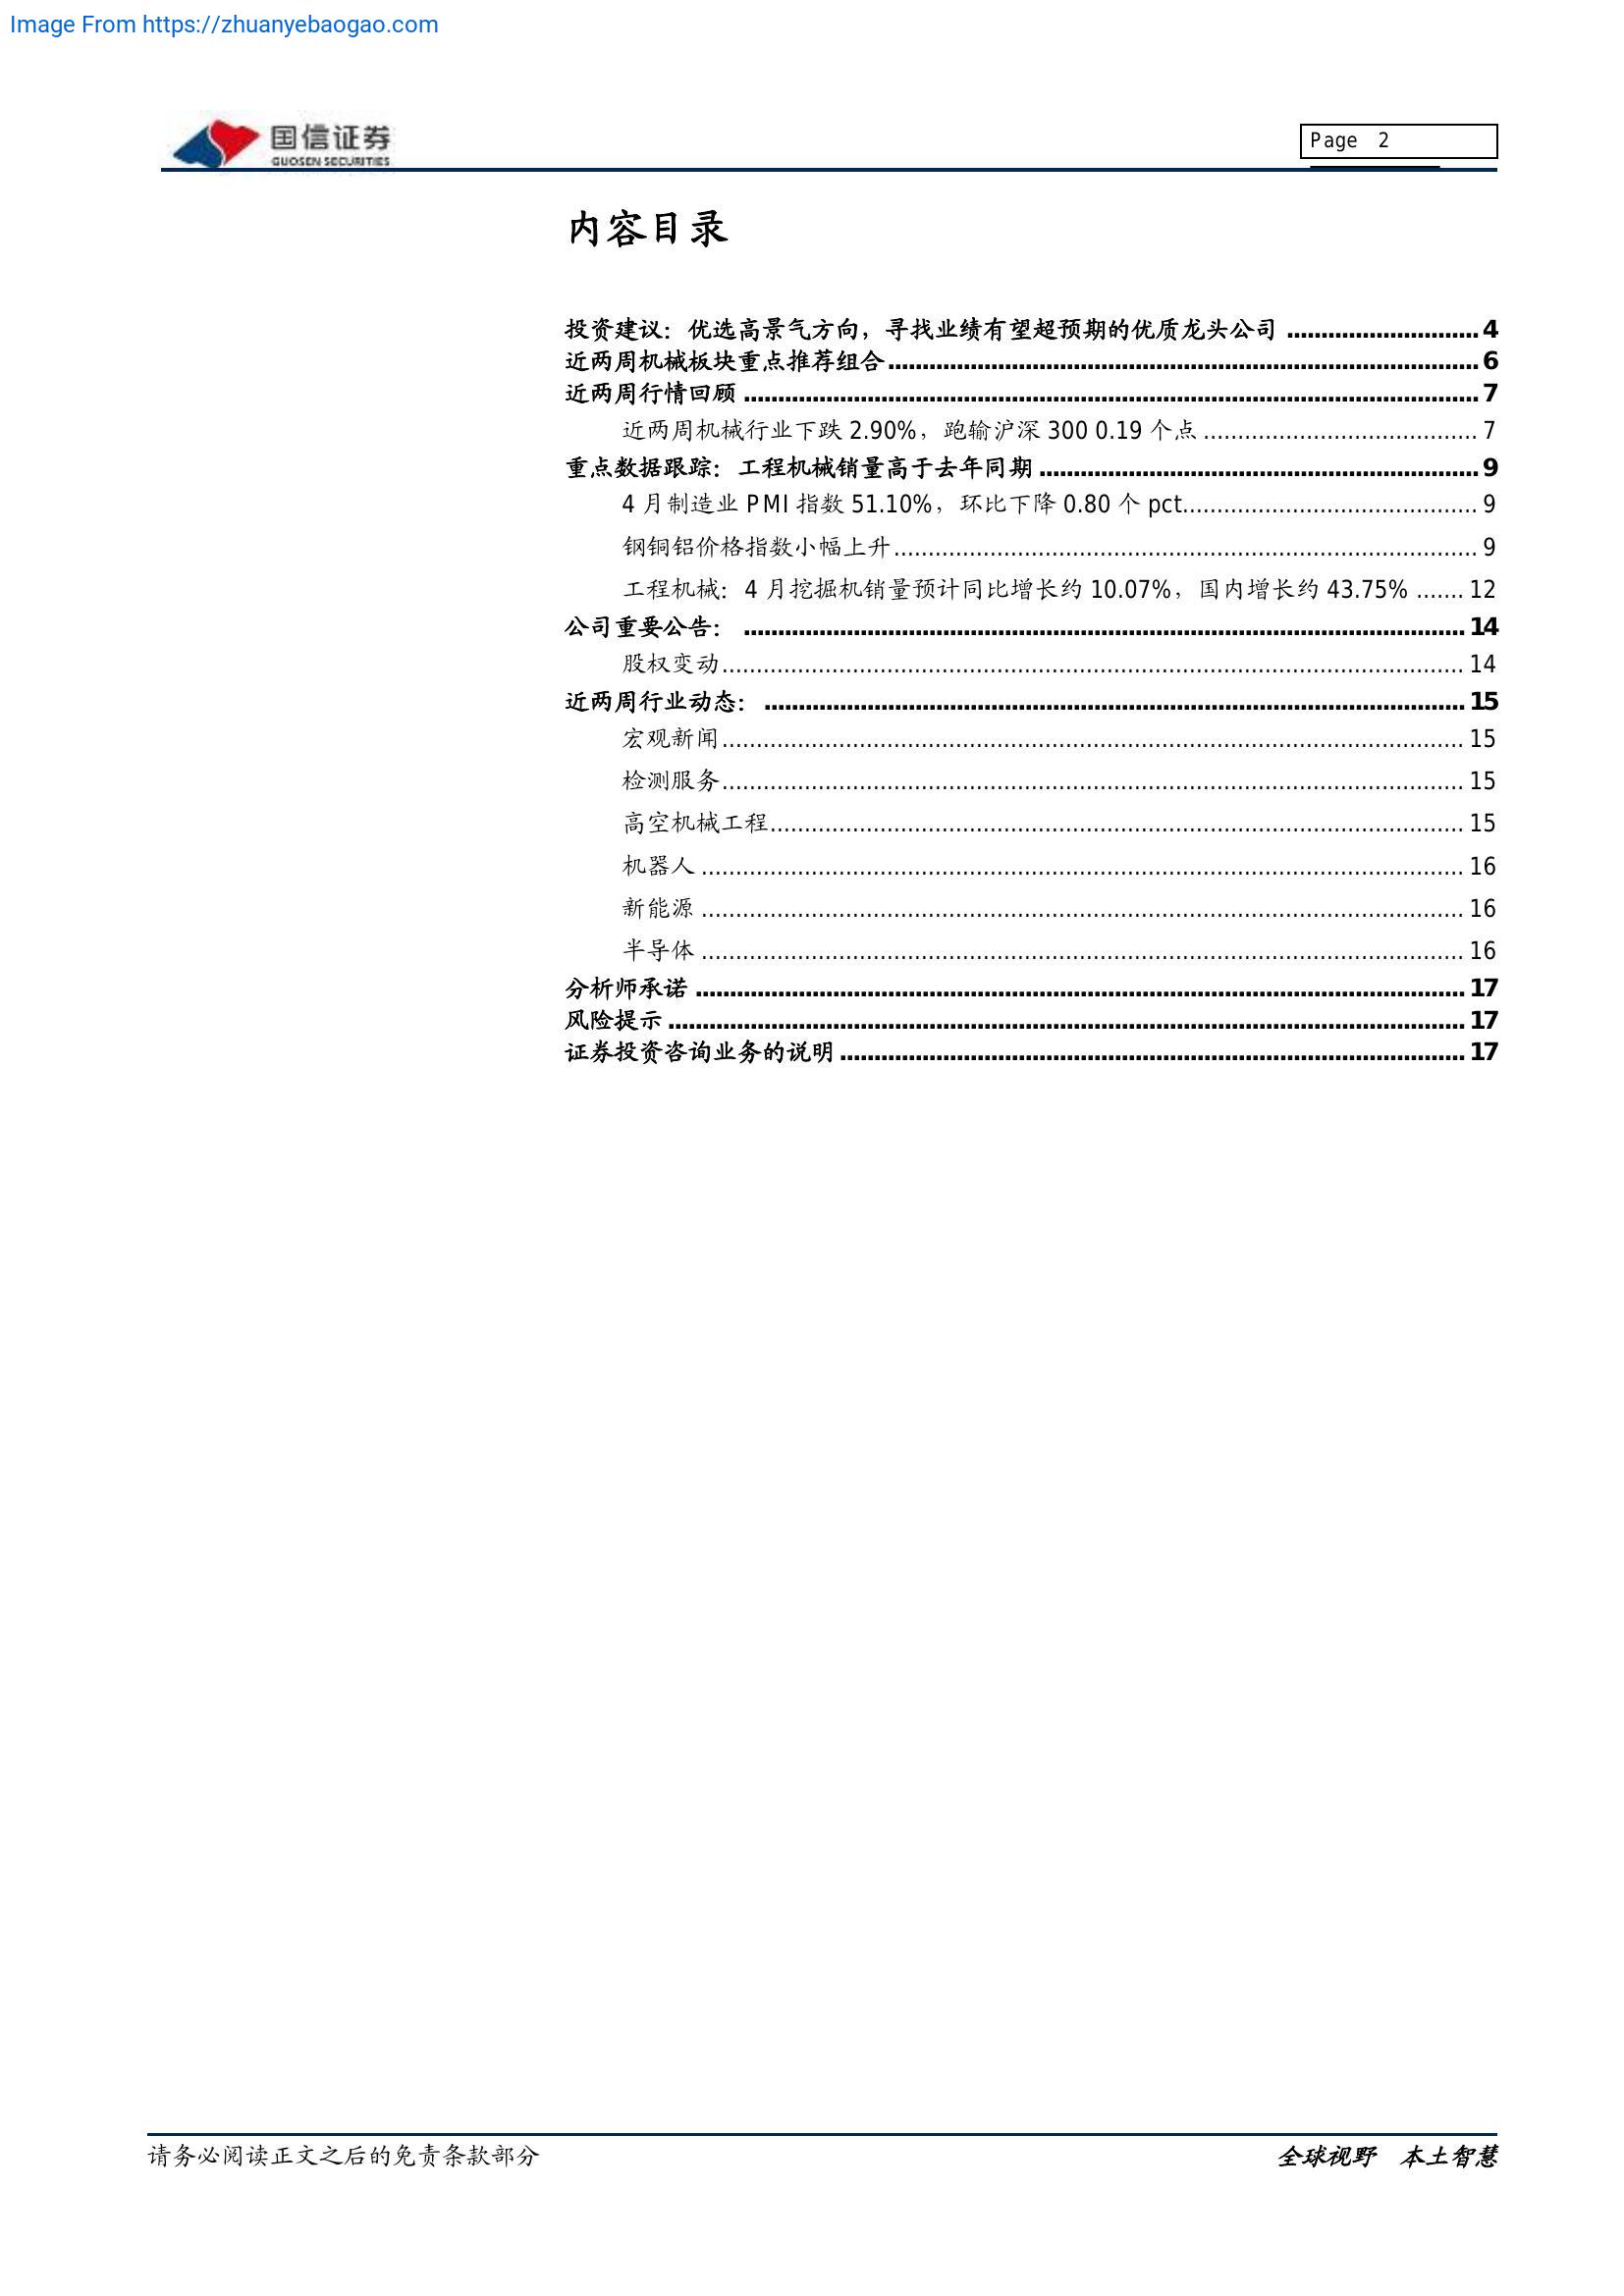 Image From https://zhuanyebaogao.com
国信证券
GUOSEN SECURITIES
Page 2
内容目录
投资建议：优选高景气方向，寻找业绩有望超预期的优质龙头公司 ............................ 4
近两周机械板块重点推荐组合 ...................................................................................... 6
近两周行情回顾 ........................................................................................................... 7
近两周机械行业下跌 2.90%，跑输沪深 300 0.19 个点 ........................................ 7
重点数据跟踪：工程机械销量高于去年同期 ................................................................ 9
4 月制造业 PMI 指数 51.10%，环比下降 0.80 个 pct........................................... 9
钢铜铝价格指数小幅上升 ..................................................................................... 9
工程机械：4 月挖掘机销量预计同比增长约 10.07%，国内增长约 43.75% ....... 12
公司重要公告： ......................................................................................................... 14
股权变动 ............................................................................................................ 14
近两周行业动态： ...................................................................................................... 15
宏观新闻 ............................................................................................................ 15
检测服务 ............................................................................................................ 15
高空机械工程 ..................................................................................................... 15
机器人 ............................................................................................................... 16
新能源 ............................................................................................................... 16
半导体 ............................................................................................................... 16
分析师承诺 ................................................................................................................ 17
风险提示 .................................................................................................................... 17
证券投资咨询业务的说明 ........................................................................................... 17
请务必阅读正文之后的免责条款部分
全球视野 本土智慧